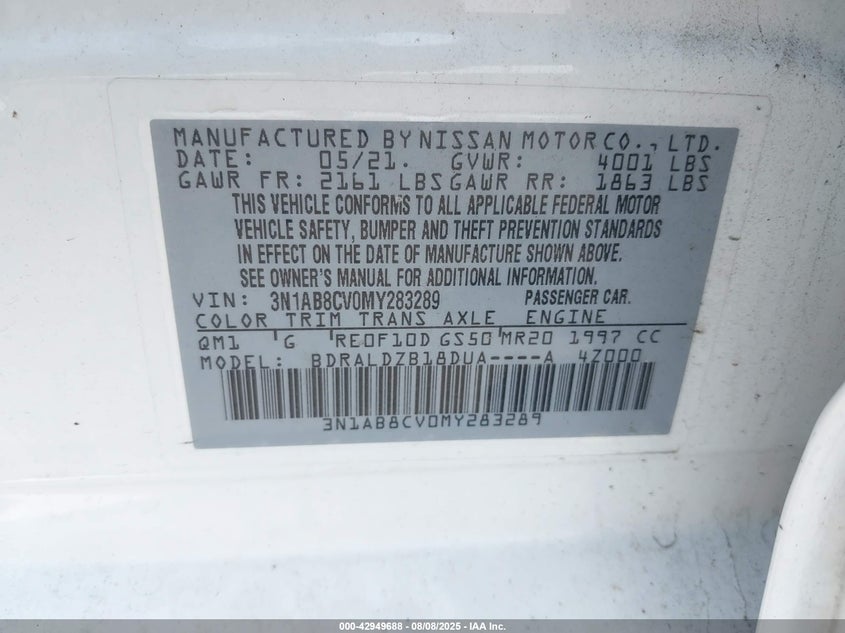 MANUFACTURED BY NISSAN MOTOR CO., LTD.
DATE: 05/21. GVWR: 4001 LBS
GAWR FR: 2161 LBS GAWR RR: 1863 LBS
THIS VEHICLE CONFORMS TO ALL APPLICABLE FEDERAL MOTOR
VEHICLE SAFETY, BUMPER AND THEFT PREVENTION STANDARDS
IN EFFECT ON THE DATE OF MANUFACTURE SHOWN ABOVE.
SEE OWNER'S MANUAL FOR ADDITIONAL INFORMATION.
VIN: 3N1AB8CV0MY283289 PASSENGER CAR.
COLOR TRIM TRANS AXLE ENGINE
QM1 'G 'RE0F10D GS50'MR20 1997 CC
MODEL: BDRALDZB18DUA----A 4Z000
3N1AB8CV0MY283289
000-42949688 - 08/08/2025 - IAA Inc.